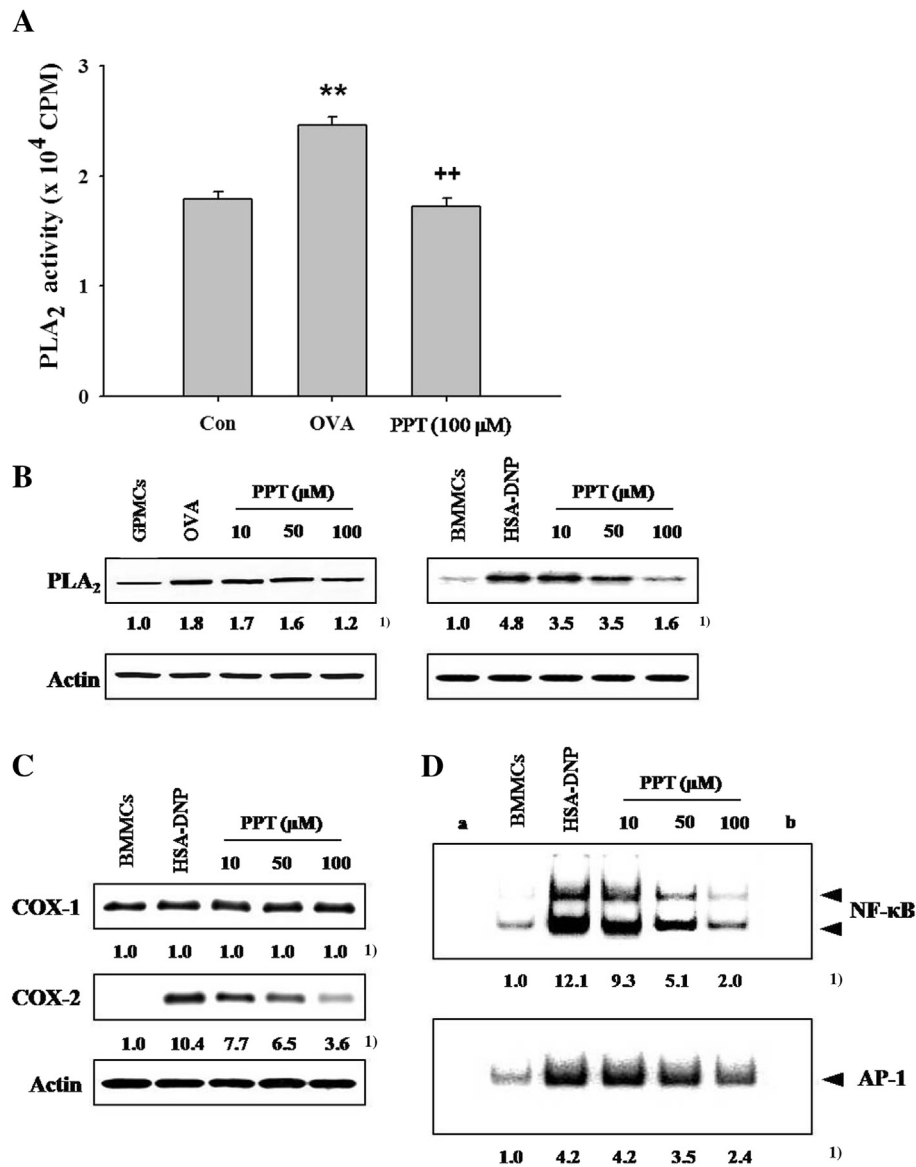 A
PLA2 activity (x 10^4 CPM)
3
2
1
0
**
++
Con OVA PPT (100 μM)
B
GPMCs OVA PPT (μM)
10 50 100
BMMCs HSA-DNP PPT (μM)
10 50 100
PLA2
1.0 1.8 1.7 1.6 1.2 1)
1.0 4.8 3.5 3.5 1.6 1)
Actin
C
BMMCs HSA-DNP PPT (μM)
10 50 100
COX-1
1.0 1.0 1.0 1.0 1.0 1)
COX-2
1.0 10.4 7.7 6.5 3.6 1)
Actin
D
a BMMCs HSA-DNP PPT (μM)
10 50 100 b
NF-κB
1.0 12.1 9.3 5.1 2.0 1)
AP-1
1.0 4.2 4.2 3.5 2.4 1)